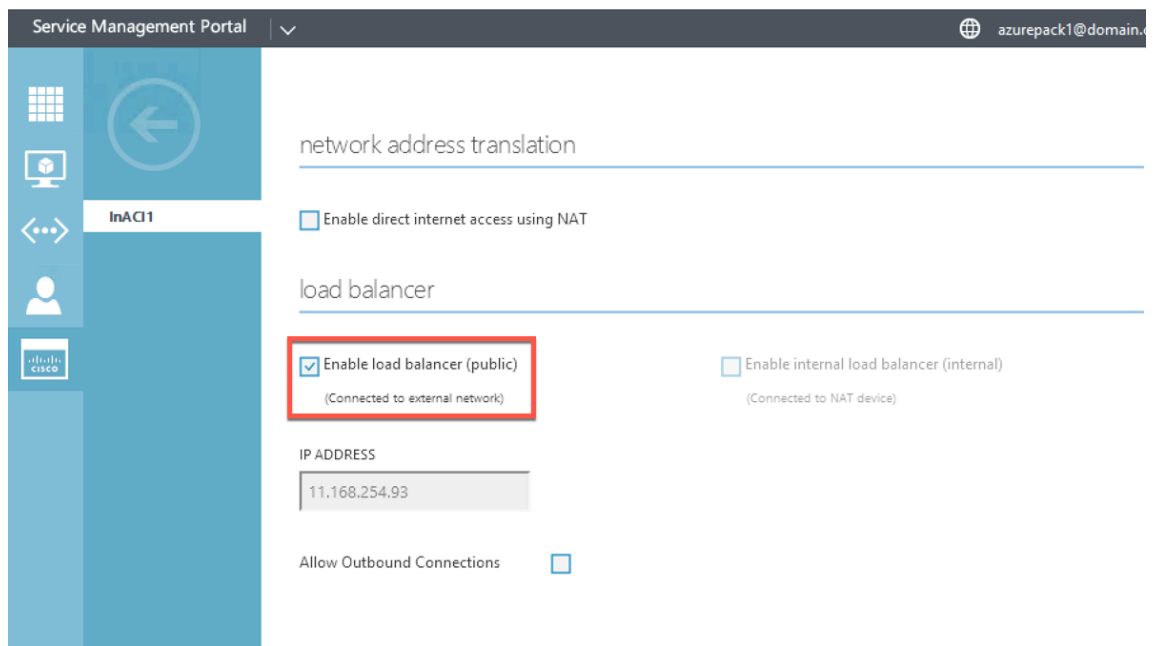 Service Management Portal
azurepack1@domain.
network address translation
InACI1
Enable direct internet access using NAT
load balancer
Enable load balancer (public)
Enable internal load balancer (internal)
(Connected to external network)
(Connected to NAT device)
cisco
IP ADDRESS
11.168.254.93
Allow Outbound Connections